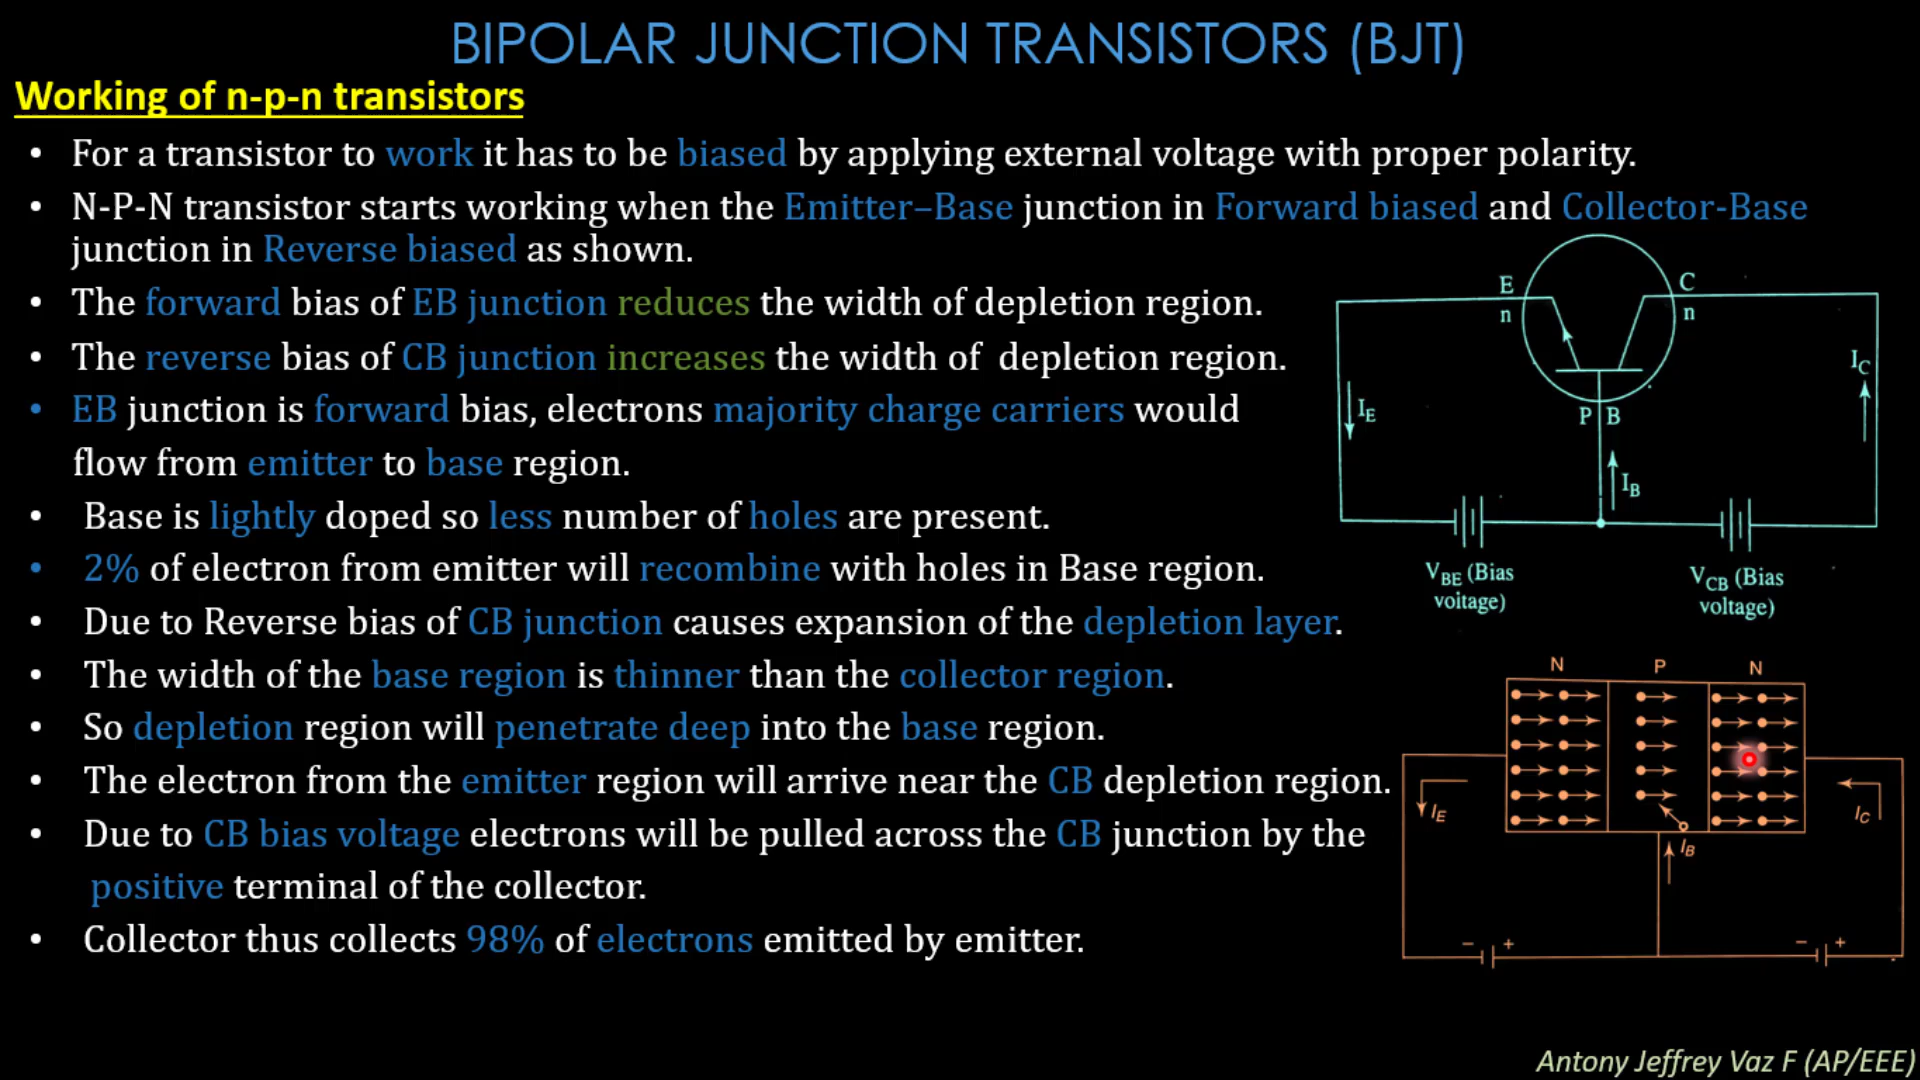 BIPOLAR JUNCTION TRANSISTORS (BJT)
Working of n-p-n transistors
• For a transistor to work it has to be biased by applying external voltage with proper polarity.
• N-P-N transistor starts working when the Emitter–Base junction in Forward biased and Collector-Base
junction in Reverse biased as shown.
• The forward bias of EB junction reduces the width of depletion region.
• The reverse bias of CB junction increases the width of  depletion region.
• EB junction is forward bias, electrons majority charge carriers would
flow from emitter to base region.
• Base is lightly doped so less number of holes are present.
• 2% of electron from emitter will recombine with holes in Base region.
• Due to Reverse bias of CB junction causes expansion of the depletion layer.
• The width of the base region is thinner than the collector region.
• So depletion region will penetrate deep into the base region.
• The electron from the emitter region will arrive near the CB depletion region.
• Due to CB bias voltage electrons will be pulled across the CB junction by the
positive terminal of the collector.
• Collector thus collects 98% of electrons emitted by emitter.
E C
n n
IC
IE
P B
IB
VBE (Bias
voitage)
VCB (Bias
voltage)
N P N
IE
IC
IB
− +
− +
Antony Jeffrey Vaz F (AP/EEE)